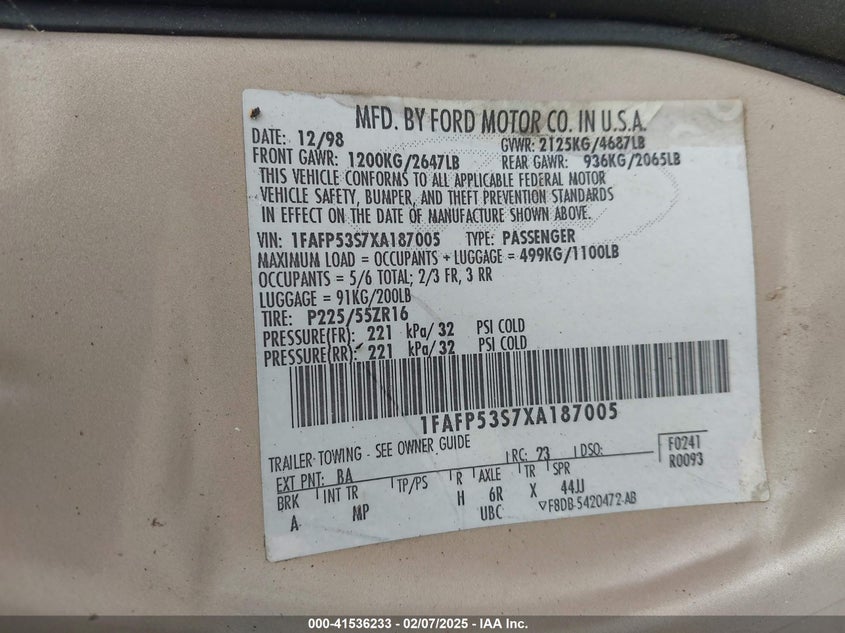 MFD. BY FORD MOTOR CO. IN U.S.A.
DATE: 12/98 GVWR: 2125KG/4687LB
FRONT GAWR: 1200KG/2647LB REAR GAWR: 936KG/2065LB
THIS VEHICLE CONFORMS TO ALL APPLICABLE FEDERAL MOTOR
VEHICLE SAFETY, BUMPER, AND THEFT PREVENTION STANDARDS
IN EFFECT ON THE DATE OF MANUFACTURE SHOWN ABOVE.
VIN: 1FAFP53S7XA187005 TYPE: PASSENGER
MAXIMUM LOAD = OCCUPANTS + LUGGAGE = 499KG/1100LB
OCCUPANTS = 5/6 TOTAL; 2/3 FR, 3 RR
LUGGAGE = 91KG/200LB
TIRE: P225/55ZR16
PRESSURE(FR): 221 kPa/ 32 PSI COLD
PRESSURE(RR): 221 kPa/ 32 PSI COLD
1FAFP53S7XA187005
TRAILER-TOWING - SEE OWNER GUIDE
EXT PNT: BA RC: 23 DSO: F0241
R0093
BRK INT TR TP/PS R AXLE TR SPR
A MP H 6R X 44JJ
UBC ▽F8DB-5420472-AB
000-41536233 - 02/07/2025 - IAA Inc.